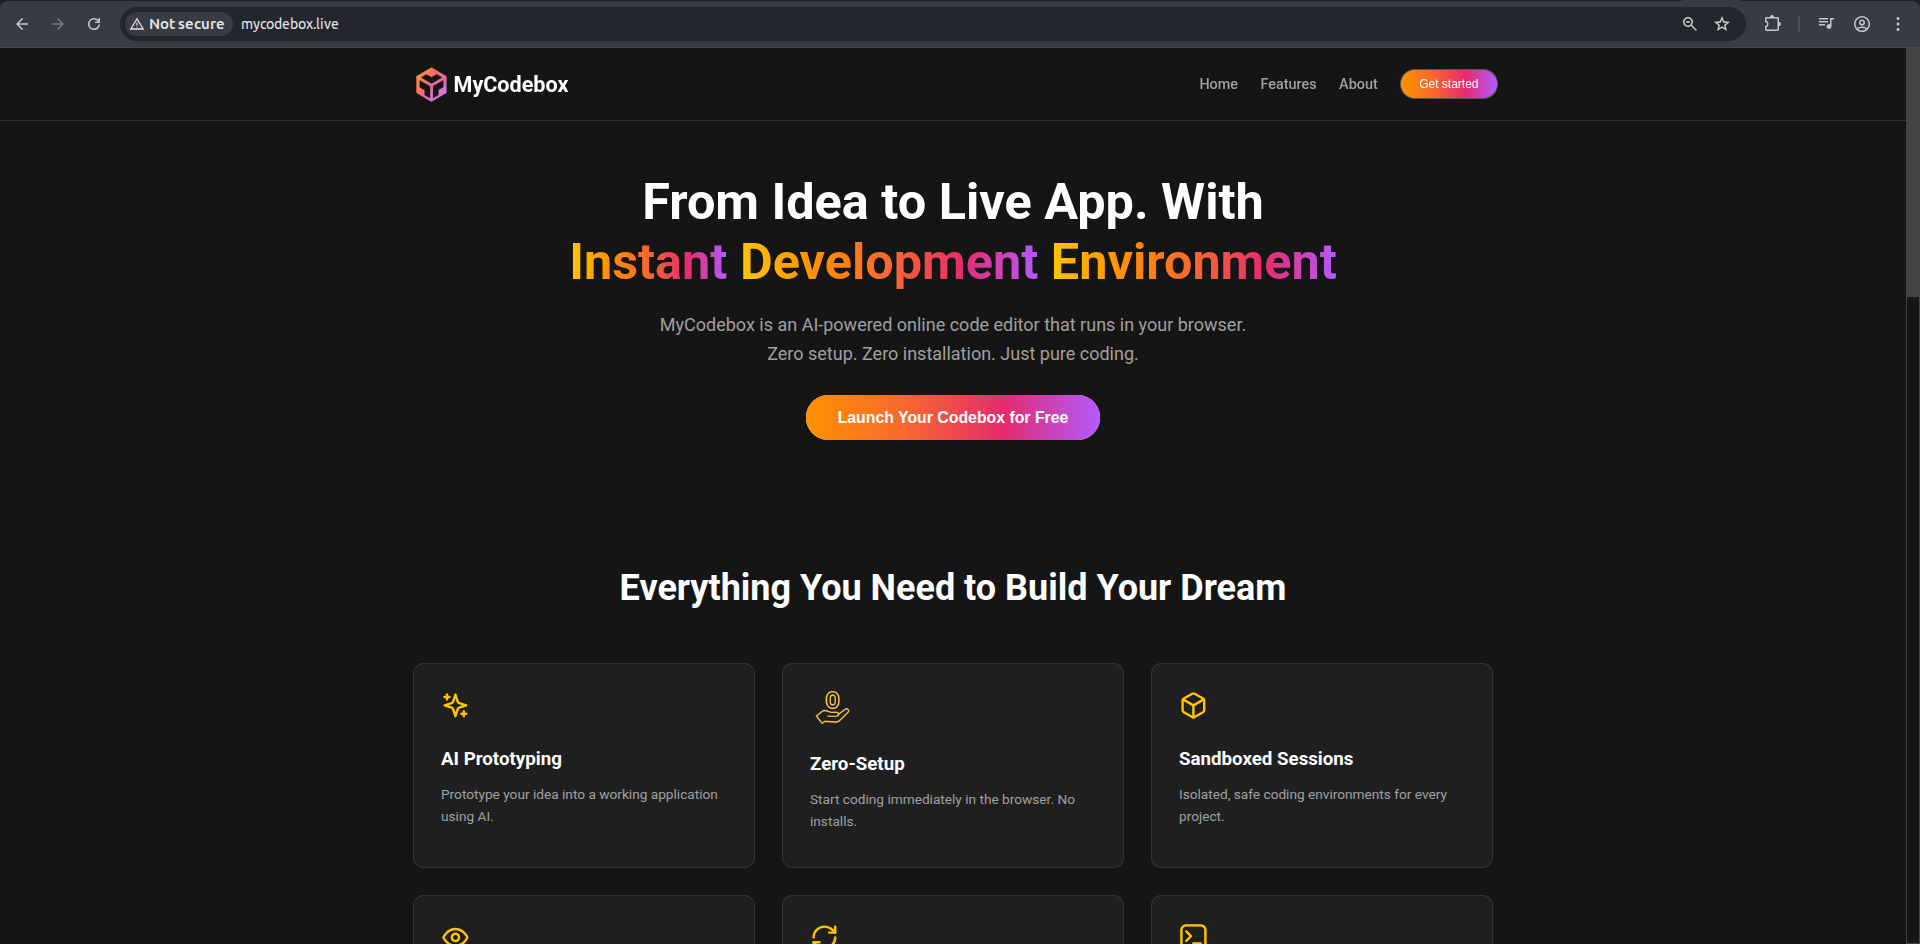 Not secure mycodebox.live
MyCodebox
Home Features About Get started
From Idea to Live App. With
Instant Development Environment
MyCodebox is an AI-powered online code editor that runs in your browser.
Zero setup. Zero installation. Just pure coding.
Launch Your Codebox for Free
Everything You Need to Build Your Dream
AI Prototyping
Prototype your idea into a working application
using AI.
0
Zero-Setup
Start coding immediately in the browser. No
installs.
Sandboxed Sessions
Isolated, safe coding environments for every
project.